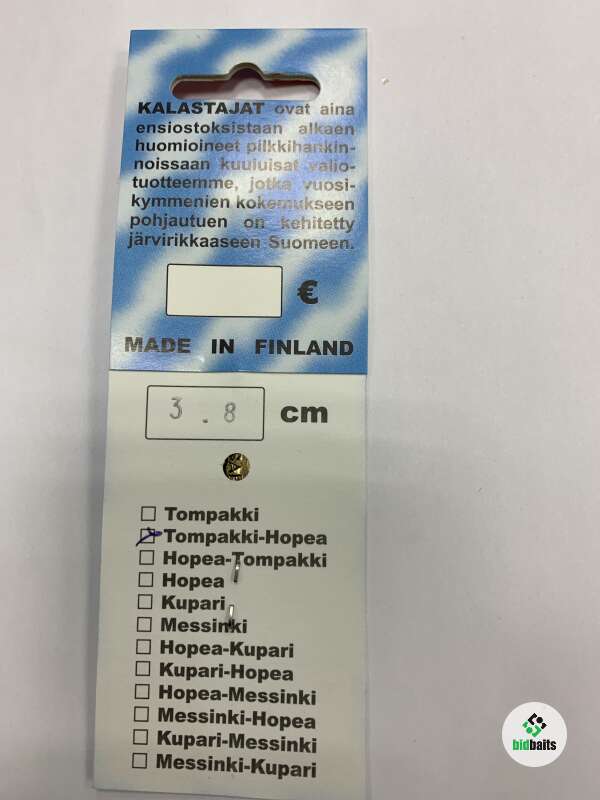 KALASTAJAT ovat aina
ensiostoksistaan alkaen
huomioineet pilkkihankin-
noissaan kuuluisat valio-
tuotteemme, jotka vuosi-
kymmenien kokemukseen
pohjautuen on kehitetty
järvirikkaaseen Suomeen.
€
MADE IN FINLAND
3.8 cm
Tompakki
Tompakki-Hopea
Hopea-Tompakki
Hopea
Kupari
Messinki
Hopea-Kupari
Kupari-Hopea
Hopea-Messinki
Messinki-Hopea
Kupari-Messinki
Messinki-Kupari
bidbaits